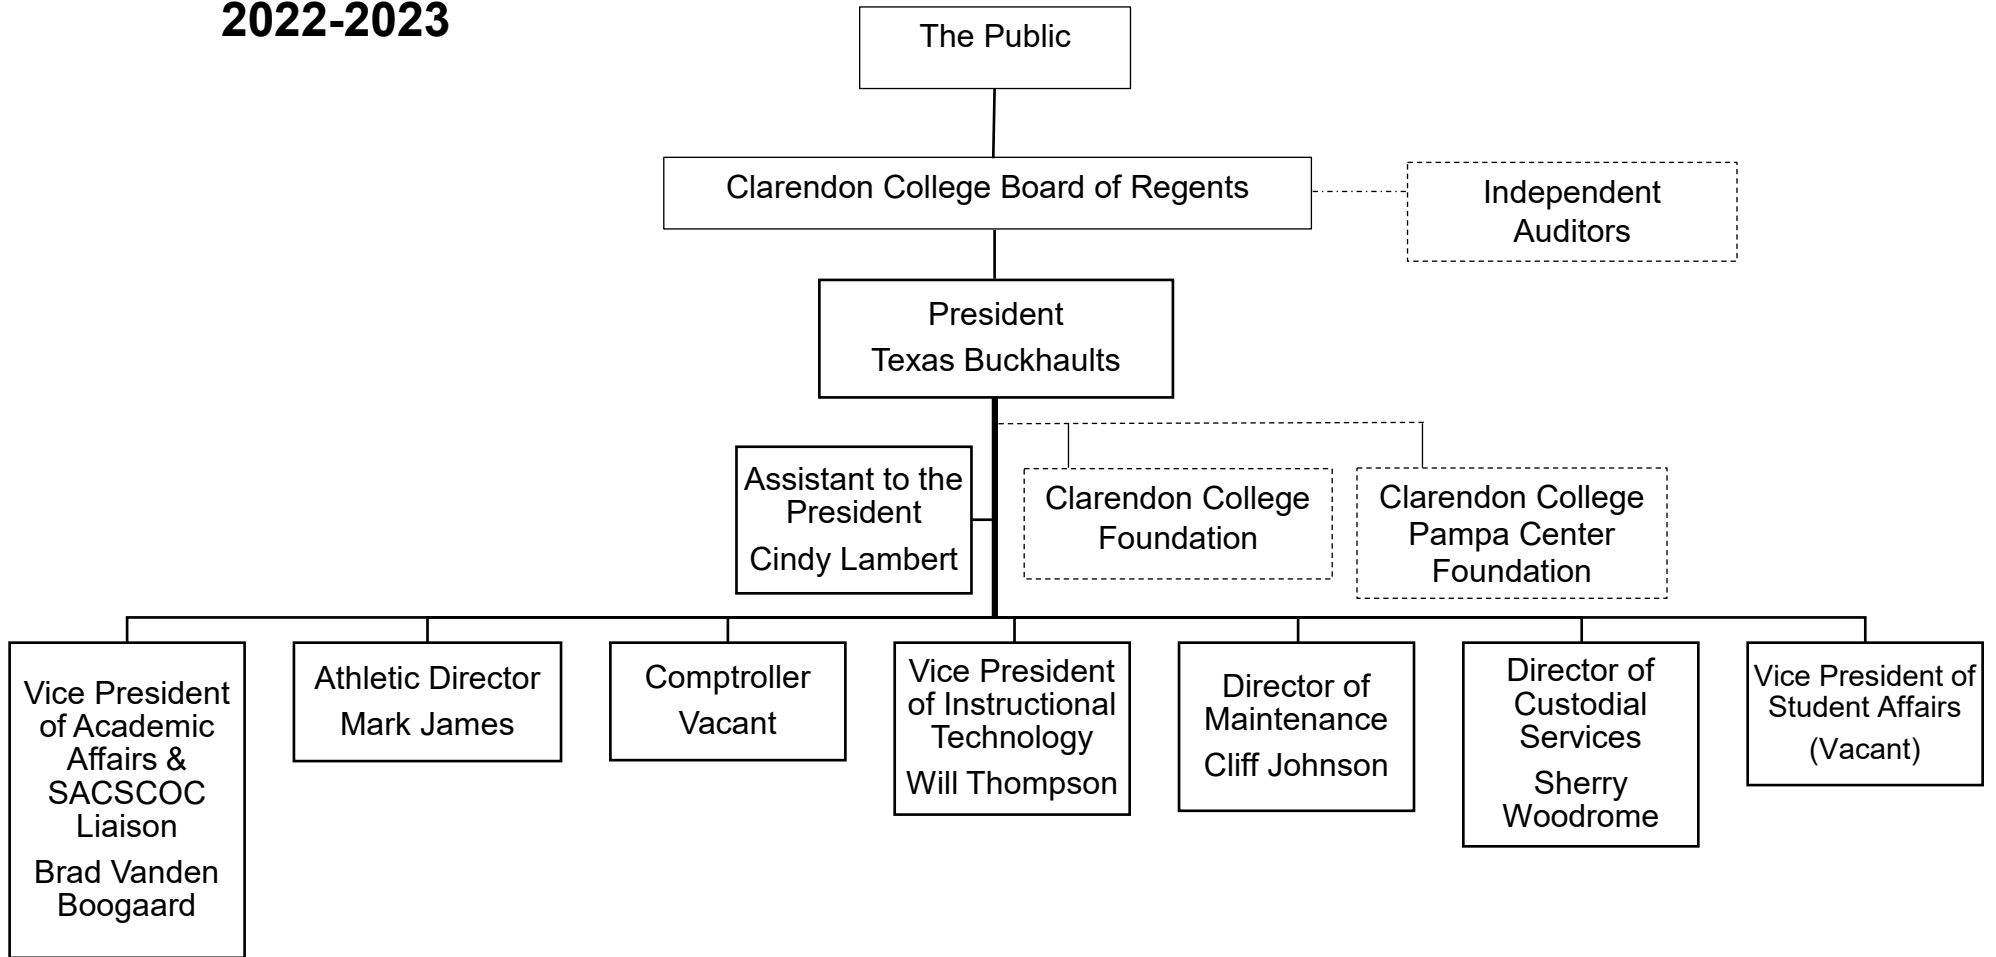 2022-2023
The Public
Clarendon College Board of Regents
Independent
Auditors
President
Texas Buckhaults
Assistant to the
President
Cindy Lambert
Clarendon College
Foundation
Clarendon College
Pampa Center
Foundation
Vice President
of Academic
Affairs &
SACSCOC
Liaison
Brad Vanden
Boogaard
Athletic Director
Mark James
Comptroller
Vacant
Vice President
of Instructional
Technology
Will Thompson
Director of
Maintenance
Cliff Johnson
Director of
Custodial
Services
Sherry
Woodrome
Vice President of
Student Affairs
(Vacant)